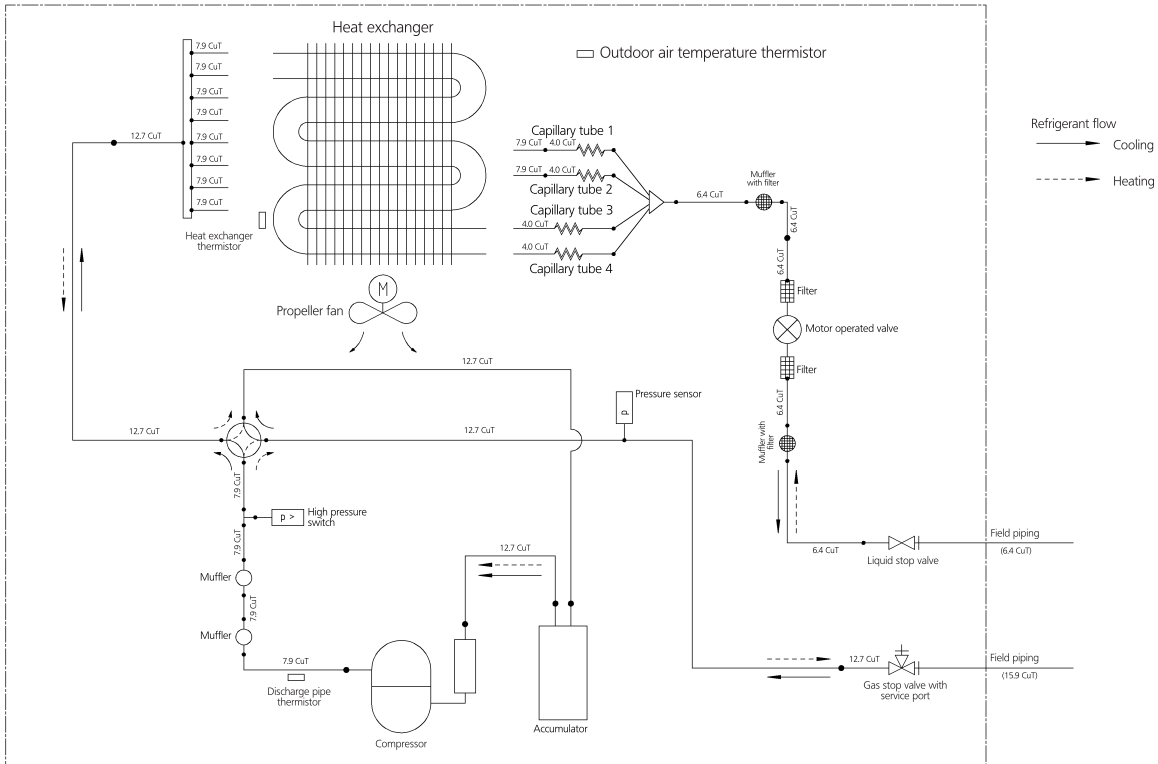 Heat exchanger
Outdoor air temperature thermistor
7.9 CuT
7.9 CuT
7.9 CuT
7.9 CuT
7.9 CuT
7.9 CuT
7.9 CuT
7.9 CuT
12.7 CuT
Heat exchanger
thermistor
Capillary tube 1
7.9 CuT
4.0 CuT
7.9 CuT
4.0 CuT
Capillary tube 2
Capillary tube 3
4.0 CuT
4.0 CuT
Capillary tube 4
6.4 CuT
Muffler
with filter
6.4 CuT
6.4 CuT
Filter
Motor operated valve
Filter
6.4 CuT
Muffler with
filter
Refrigerant flow
Cooling
Heating
M
Propeller fan
12.7 CuT
Pressure sensor
p
12.7 CuT
12.7 CuT
7.9 CuT
p >
High pressure
switch
7.9 CuT
Muffler
7.9 CuT
Muffler
7.9 CuT
Discharge pipe
thermistor
Compressor
12.7 CuT
Accumulator
6.4 CuT
Liquid stop valve
Field piping
(6.4 CuT)
12.7 CuT
Gas stop valve with
service port
Field piping
(15.9 CuT)